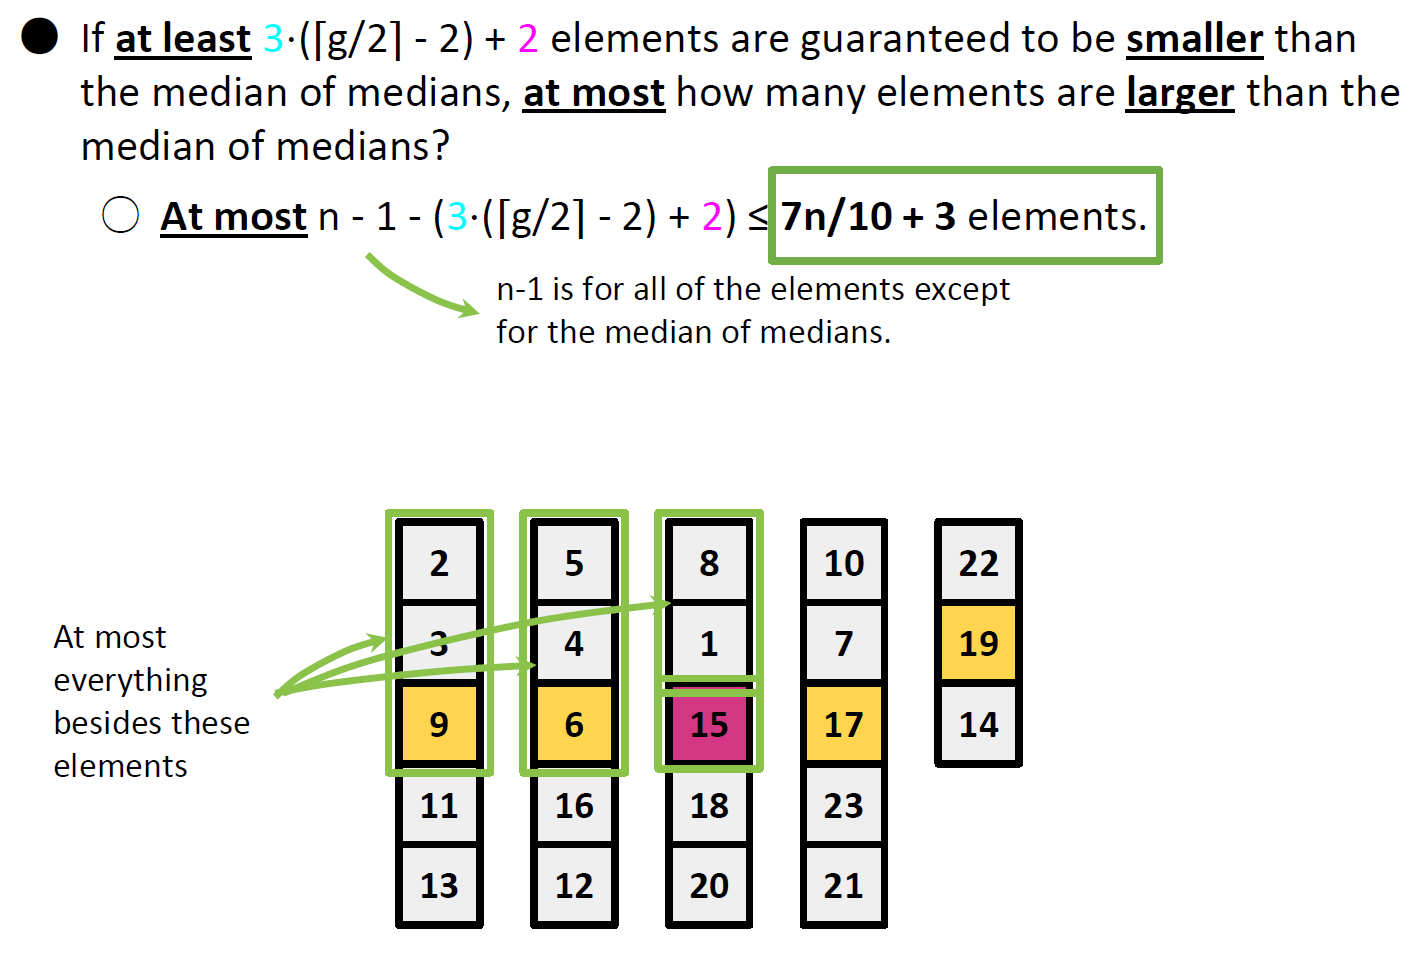 ● If at least 3·(⌈g/2⌉ - 2) + 2 elements are guaranteed to be smaller than
the median of medians, at most how many elements are larger than the
median of medians?
○ At most n - 1 - (3·(⌈g/2⌉ - 2) + 2) ≤ 7n/10 + 3 elements.
n-1 is for all of the elements except
for the median of medians.
2 5 8 10 22
3 4 1 7 19
9 6 15 17 14
11 16 18 23
13 12 20 21
At most
everything
besides these
elements